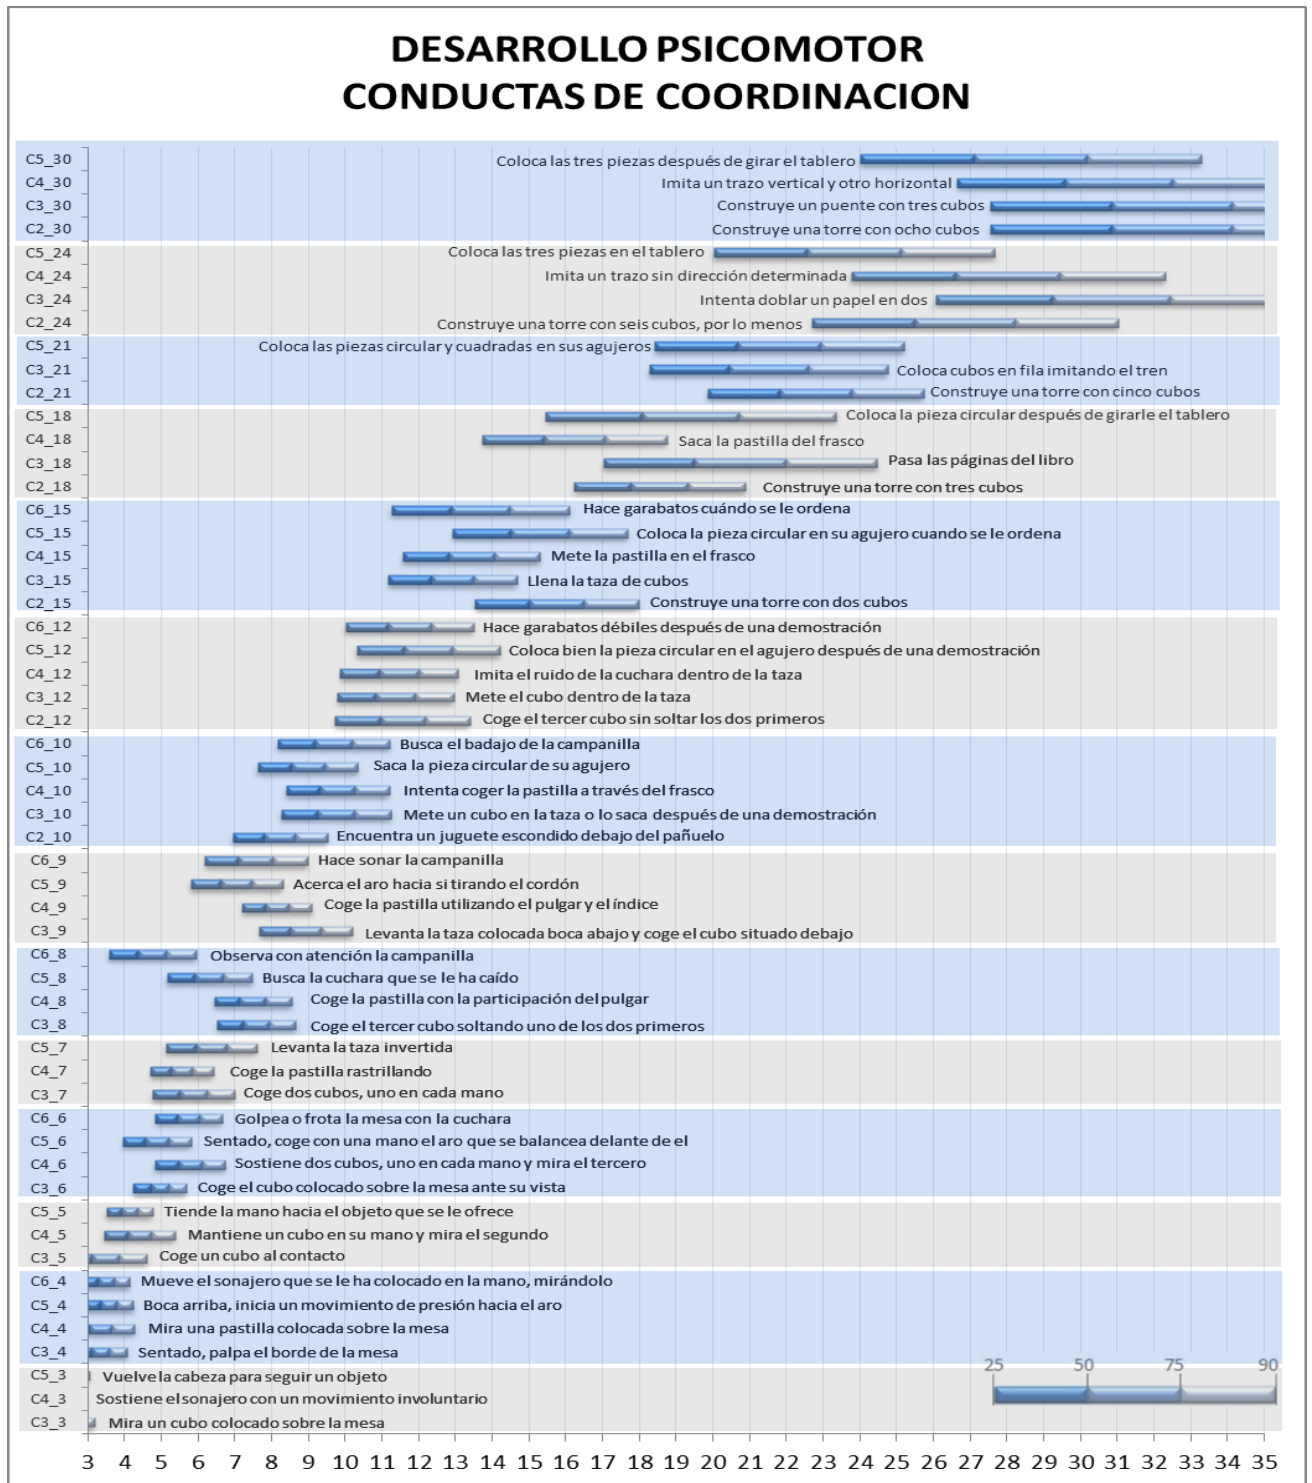 DESARROLLO PSICOMOTOR
CONDUCTAS DE COORDINACION
C5_30 Coloca las tres piezas después de girar el tablero
C4_30 Imita un trazo vertical y otro horizontal
C3_30 Construye un puente con tres cubos
C2_30 Construye una torre con ocho cubos
C5_24 Coloca las tres piezas en el tablero
C4_24 Imita un trazo sin dirección determinada
C3_24 Intenta doblar un papel en dos
C2_24 Construye una torre con seis cubos, por lo menos
C5_21 Coloca las piezas circular y cuadradas en sus agujeros
C3_21 Coloca cubos en fila imitando el tren
C2_21 Construye una torre con cinco cubos
C5_18 Coloca la pieza circular después de girarle el tablero
C4_18 Saca la pastilla del frasco
C3_18 Pasa las páginas del libro
C2_18 Construye una torre con tres cubos
C6_15 Hace garabatos cuándo se le ordena
C5_15 Coloca la pieza circular en su agujero cuando se le ordena
C4_15 Mete la pastilla en el frasco
C3_15 Llena la taza de cubos
C2_15 Construye una torre con dos cubos
C6_12 Hace garabatos débiles después de una demostración
C5_12 Coloca bien la pieza circular en el agujero después de una demostración
C4_12 Imita el ruido de la cuchara dentro de la taza
C3_12 Mete el cubo dentro de la taza
C2_12 Coge el tercer cubo sin soltar los dos primeros
C6_10 Busca el badajo de la campanilla
C5_10 Saca la pieza circular de su agujero
C4_10 Intenta coger la pastilla a través del frasco
C3_10 Mete un cubo en la taza o lo saca después de una demostración
C2_10 Encuentra un juguete escondido debajo del pañuelo
C6_9 Hace sonar la campanilla
C5_9 Acerca el aro hacia si tirando el cordón
C4_9 Coge la pastilla utilizando el pulgar y el índice
C3_9 Levanta la taza colocada boca abajo y coge el cubo situado debajo
C6_8 Observa con atención la campanilla
C5_8 Busca la cuchara que se le ha caído
C4_8 Coge la pastilla con la participación del pulgar
C3_8 Coge el tercer cubo soltando uno de los dos primeros
C5_7 Levanta la taza invertida
C4_7 Coge la pastilla rastrillando
C3_7 Coge dos cubos, uno en cada mano
C6_6 Golpea o frota la mesa con la cuchara
C5_6 Sentado, coge con una mano el aro que se balancea delante de el
C4_6 Sostiene dos cubos, uno en cada mano y mira el tercero
C3_6 Coge el cubo colocado sobre la mesa ante su vista
C5_5 Tiende la mano hacia el objeto que se le ofrece
C4_5 Mantiene un cubo en su mano y mira el segundo
C3_5 Coge un cubo al contacto
C6_4 Mueve el sonajero que se le ha colocado en la mano, mirándolo
C5_4 Boca arriba, inicia un movimiento de presión hacia el aro
C4_4 Mira una pastilla colocada sobre la mesa
C3_4 Sentado, palpa el borde de la mesa
25 50 75 90
C5_3 Vuelve la cabeza para seguir un objeto
C4_3 Sostiene el sonajero con un movimiento involuntario
C3_3 Mira un cubo colocado sobre la mesa
3 4 5 6 7 8 9 10 11 12 13 14 15 16 17 18 19 20 21 22 23 24 25 26 27 28 29 30 31 32 33 34 35